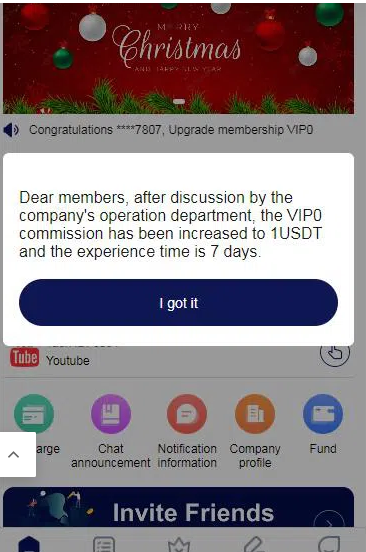 MERRY
Christmas
AND HAPPY NEW YEAR
Congratulations ****7807, Upgrade membership VIP0
Dear members, after discussion by the
company's operation department, the VIP0
commission has been increased to 1USDT
and the experience time is 7 days.
I got it
Tube
Youtube
arge
Chat
announcement
Notification
information
Company
profile
Fund
Invite Friends